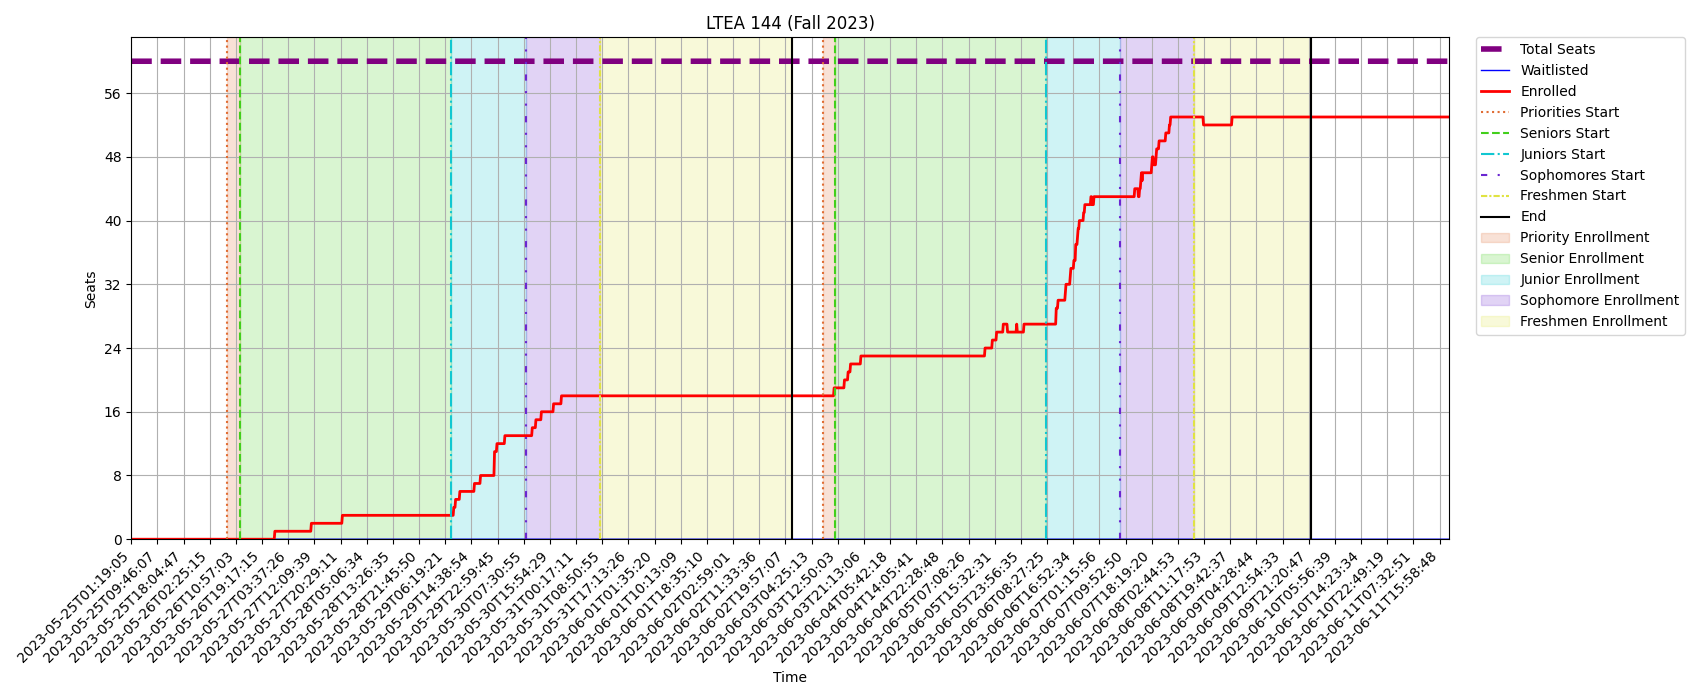 LTEA 144 (Fall 2023)
Total Seats
Waitlisted
Enrolled
Priorities Start
Seniors Start
Juniors Start
Sophomores Start
Freshmen Start
End
Priority Enrollment
Senior Enrollment
Junior Enrollment
Sophomore Enrollment
Freshmen Enrollment
Seats
56
48
40
32
24
16
8
0
2023-05-25T01:19:05
2023-05-25T09:46:07
2023-05-25T18:04:47
2023-05-26T02:25:15
2023-05-26T10:57:03
2023-05-26T19:17:15
2023-05-27T03:37:26
2023-05-27T12:09:39
2023-05-27T20:29:11
2023-05-28T05:06:34
2023-05-28T13:26:35
2023-05-28T21:45:50
2023-05-29T06:19:21
2023-05-29T14:38:54
2023-05-29T22:59:45
2023-05-30T07:30:55
2023-05-30T15:54:29
2023-05-31T00:17:11
2023-05-31T08:50:55
2023-05-31T17:13:26
2023-06-01T01:35:20
2023-06-01T10:13:09
2023-06-01T18:35:10
2023-06-02T02:59:01
2023-06-02T11:33:36
2023-06-02T19:57:07
2023-06-03T04:25:13
2023-06-03T12:50:03
2023-06-03T21:13:06
2023-06-04T05:42:18
2023-06-04T14:05:41
2023-06-04T22:28:48
2023-06-05T07:08:26
2023-06-05T15:32:31
2023-06-05T23:56:35
2023-06-06T08:27:25
2023-06-06T16:52:34
2023-06-07T01:15:56
2023-06-07T09:52:50
2023-06-07T18:19:20
2023-06-08T02:44:53
2023-06-08T11:17:53
2023-06-08T19:42:37
2023-06-09T04:28:44
2023-06-09T12:54:33
2023-06-09T21:20:47
2023-06-10T05:56:39
2023-06-10T14:23:34
2023-06-10T22:49:19
2023-06-11T07:32:51
2023-06-11T15:58:48
Time